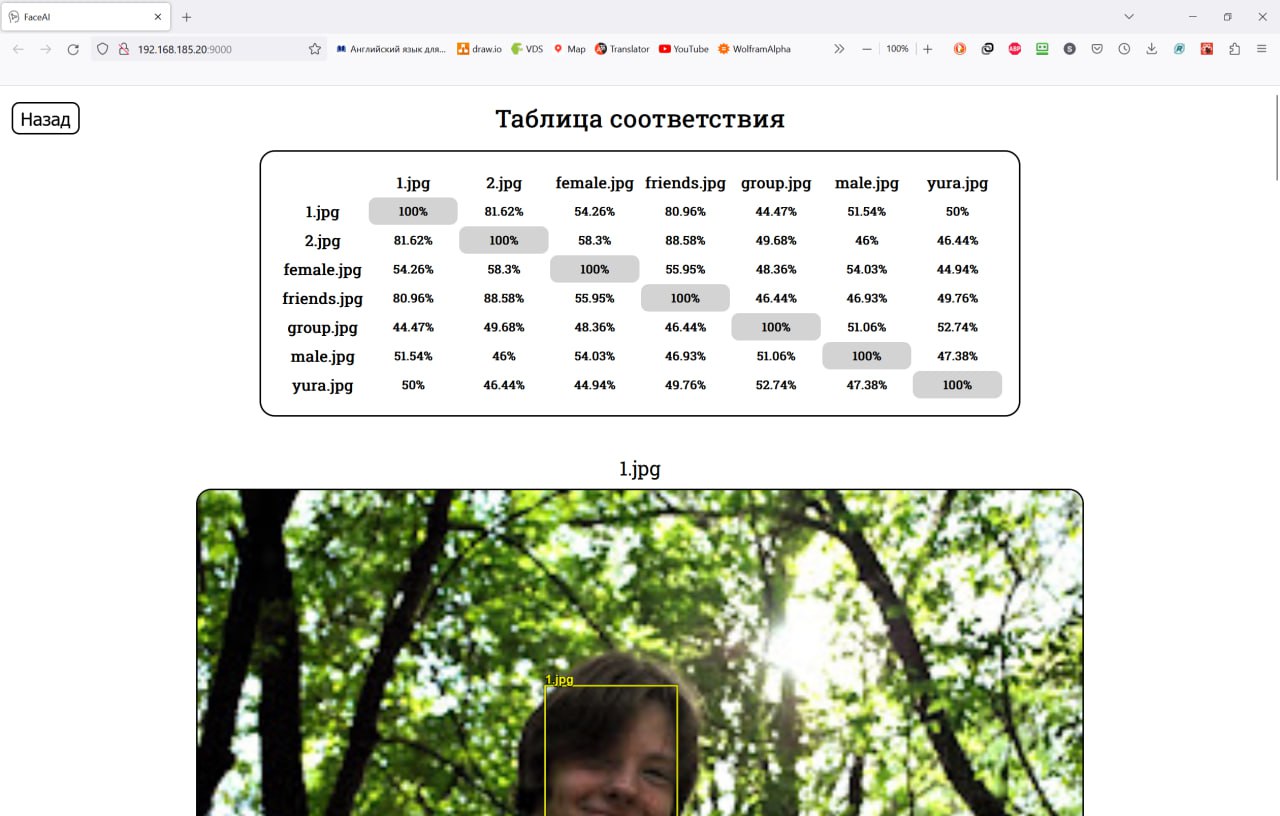 FaceAI
192.168.185.20:9000
Английский язык для...
draw.io
VDS
Map
Translator
YouTube
WolframAlpha
100%
ABP
S
Назад
Таблица соответствия
1.jpg 2.jpg female.jpg friends.jpg group.jpg male.jpg yura.jpg
1.jpg 100% 81.62% 54.26% 80.96% 44.47% 51.54% 50%
2.jpg 81.62% 100% 58.3% 88.58% 49.68% 46% 46.44%
female.jpg 54.26% 58.3% 100% 55.95% 48.36% 54.03% 44.94%
friends.jpg 80.96% 88.58% 55.95% 100% 46.44% 46.93% 49.76%
group.jpg 44.47% 49.68% 48.36% 46.44% 100% 51.06% 52.74%
male.jpg 51.54% 46% 54.03% 46.93% 51.06% 100% 47.38%
yura.jpg 50% 46.44% 44.94% 49.76% 52.74% 47.38% 100%
1.jpg
1.jpg